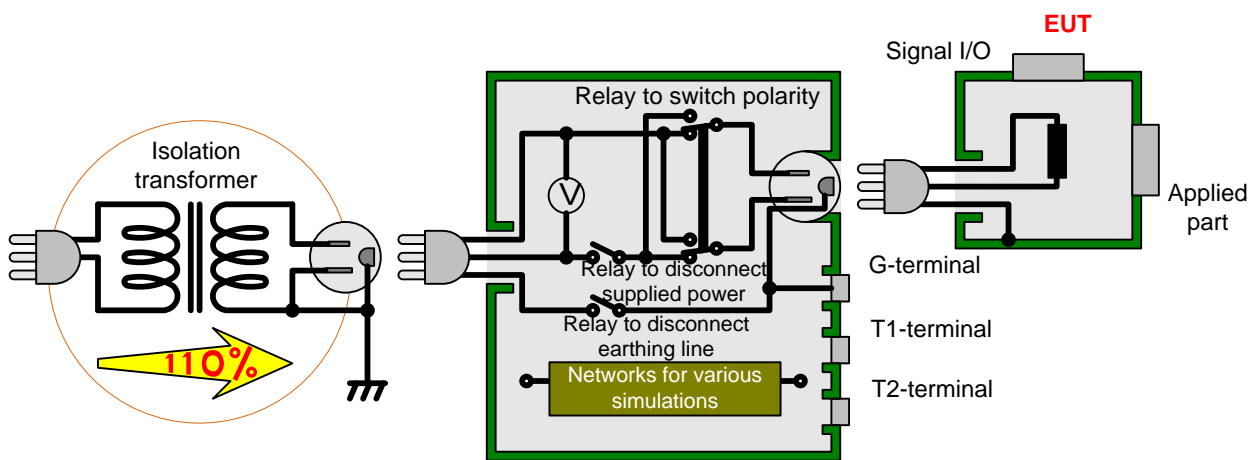 EUT
Signal I/O
Relay to switch polarity
Isolation
transformer
V
Applied
part
G-terminal
Relay to disconnect
supplied power
T1-terminal
Relay to disconnect
earthing line
110%
Networks for various
simulations
T2-terminal